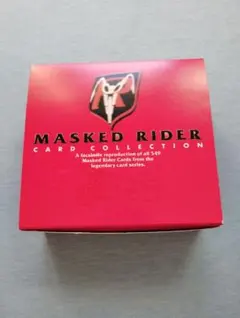 MASKED RIDER
CARD COLLECTION
A facsimile reproduction of all 549
Masked Rider Cards from the
legendary card series.